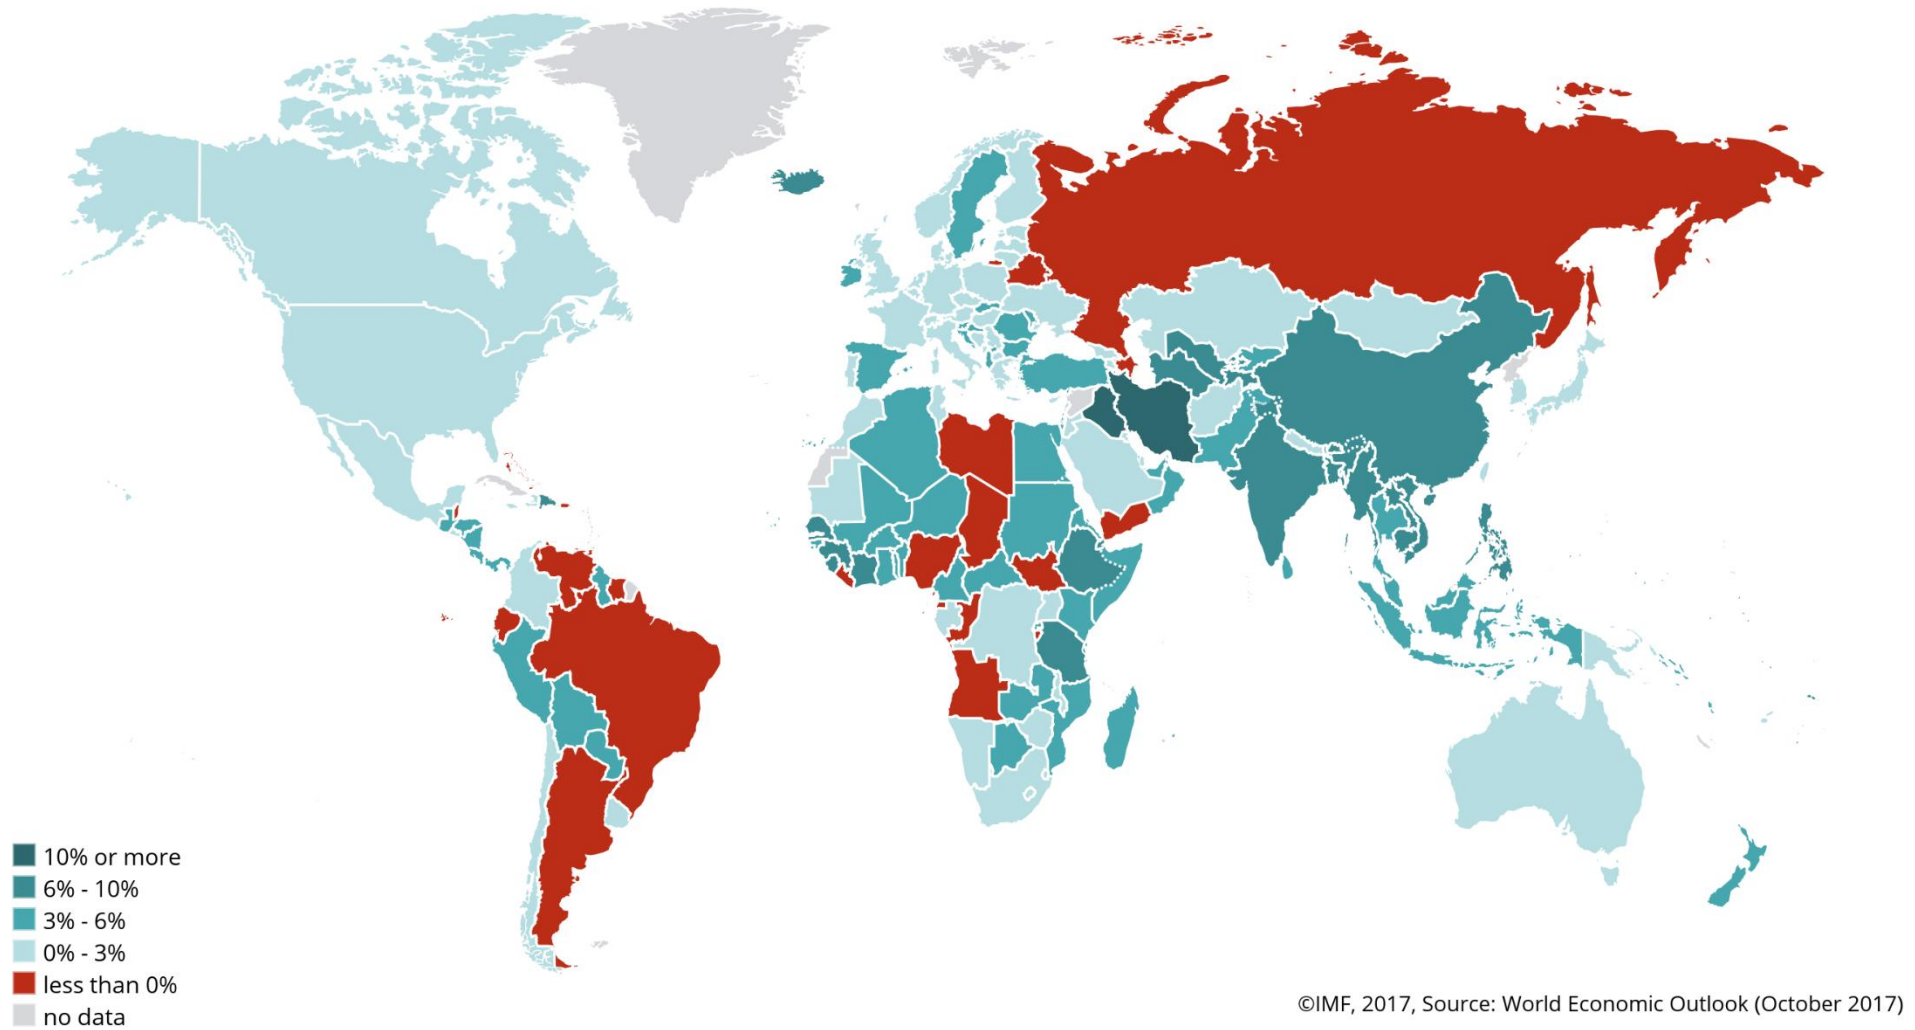 10% or more
6% - 10%
3% - 6%
0% - 3%
less than 0%
no data
©IMF, 2017, Source: World Economic Outlook (October 2017)